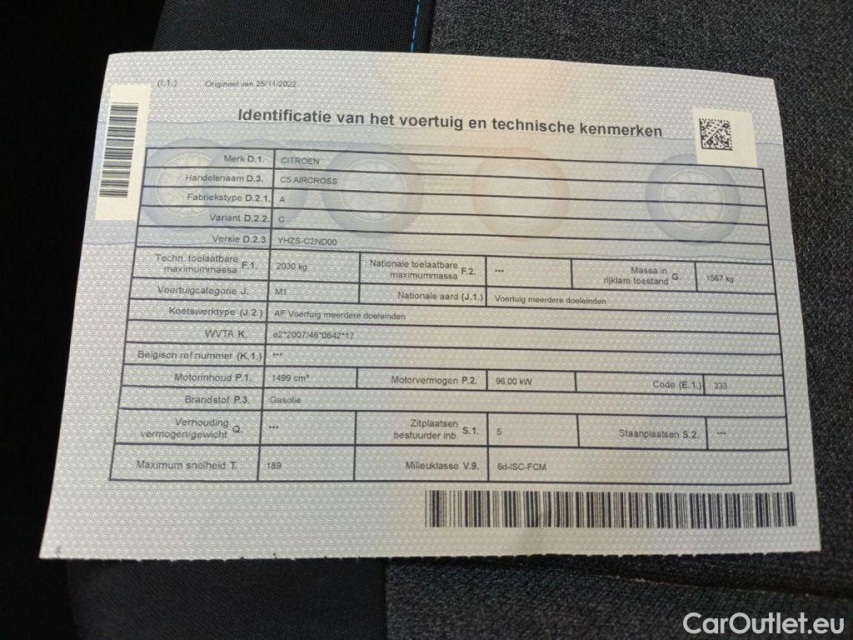 (I.1.) Origineel van 25/11/2022
Identificatie van het voertuig en technische kenmerken
Merk D.1. CITROEN
Handelsnaam D.3. C5 AIRCROSS
Fabriekstype D.2.1. A
Variant D.2.2. C
Versie D.2.3. YHZS-C2ND00
Techn. toelaatbare maximummassa F.1. 2030 kg Nationale toelaatbare maximummassa F.2. *** Massa in rijklare toestand G. 1567 kg
Voertuigcategorie J. M1 Nationale aard (J.1.) Voertuig meerdere doeleinden
Koetswerktype (J.2.) AF Voertuig meerdere doeleinden
WVTA K. e2*2007/46*0642*17
Belgisch ref.nummer (K.1.) ***
Motorinhoud P.1. 1499 cm³ Motorvermogen P.2. 96,00 kW Code (E.1.) 333
Brandstof P.3. Gasolie
Verhouding vermogen/gewicht Q. *** Zitplaatsen bestuurder inb. S.1. 5 Staanplaatsen S.2. ***
Maximum snelheid T. 189 Milieuklasse V.9. 6d-ISC-FCM
CarOutlet.eu